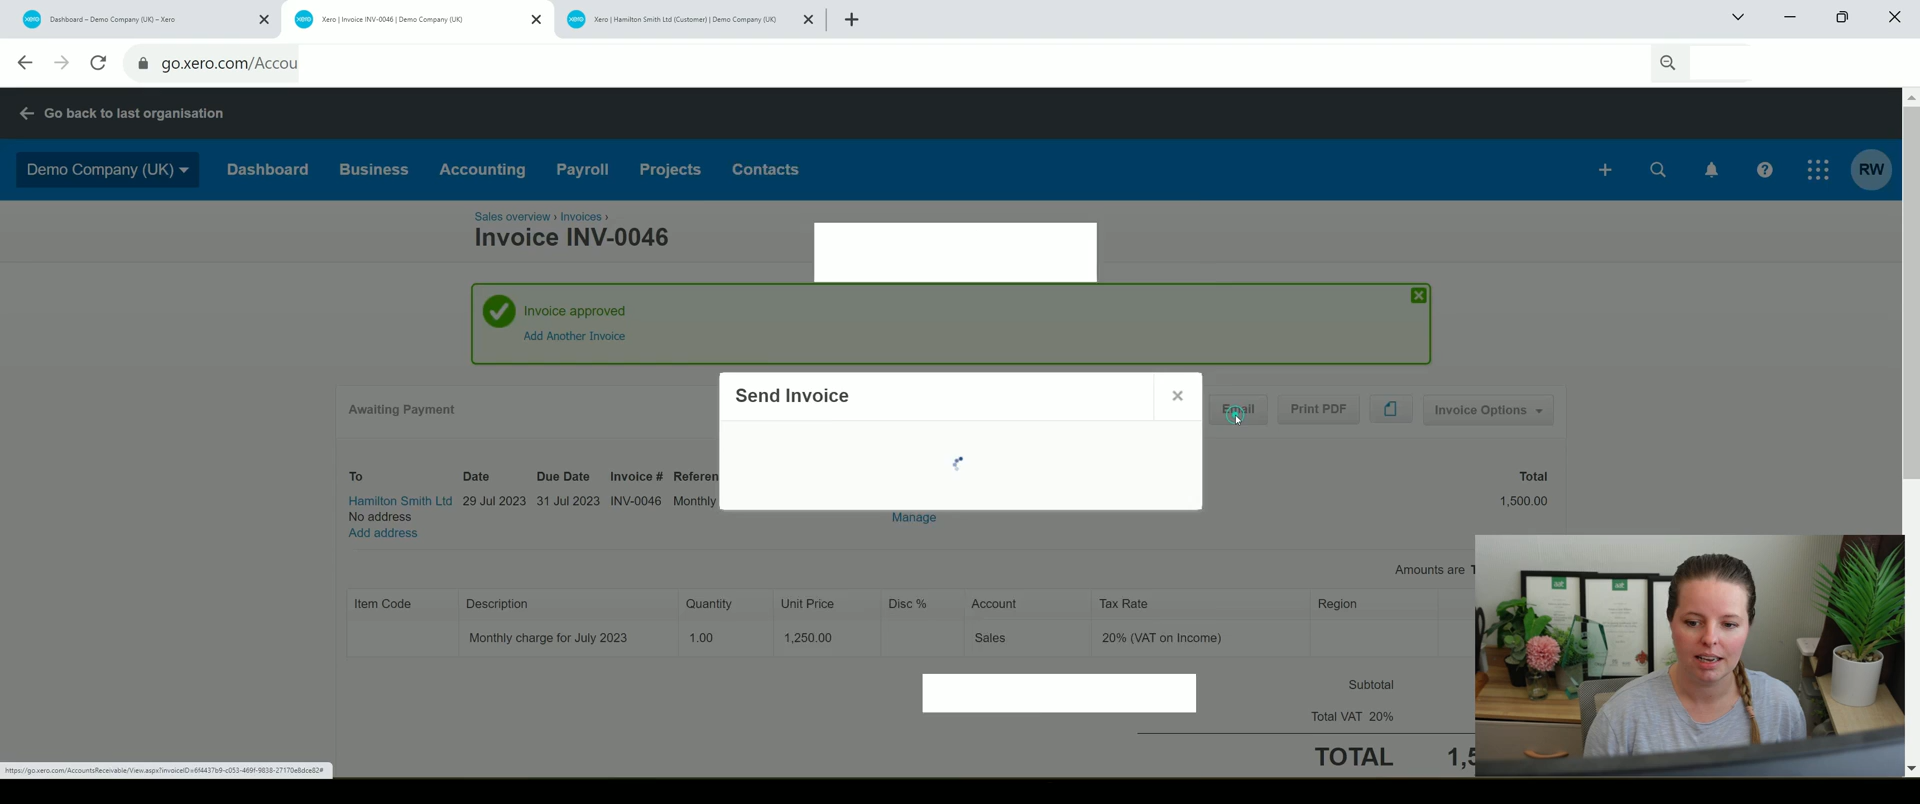 Dashboard – Demo Company (UK) – Xero
Xero | Invoice INV-0046 | Demo Company (UK)
Xero | Hamilton Smith Ltd (Customer) | Demo Company (UK)
go.xero.com/Accou
Go back to last organisation
Demo Company (UK)
Dashboard
Business
Accounting
Payroll
Projects
Contacts
RW
Sales overview › Invoices ›
Invoice INV-0046
Invoice approved
Add Another Invoice
Awaiting Payment
Send Invoice
Print PDF
Invoice Options
To Date Due Date Invoice # Referen Total
Hamilton Smith Ltd 29 Jul 2023 31 Jul 2023 INV-0046 Monthly 1,500.00
No address
Manage
Add address
Amounts are
Item Code Description Quantity Unit Price Disc % Account Tax Rate Region
Monthly charge for July 2023 1.00 1,250.00 Sales 20% (VAT on Income)
Subtotal
Total VAT 20%
TOTAL 1,5